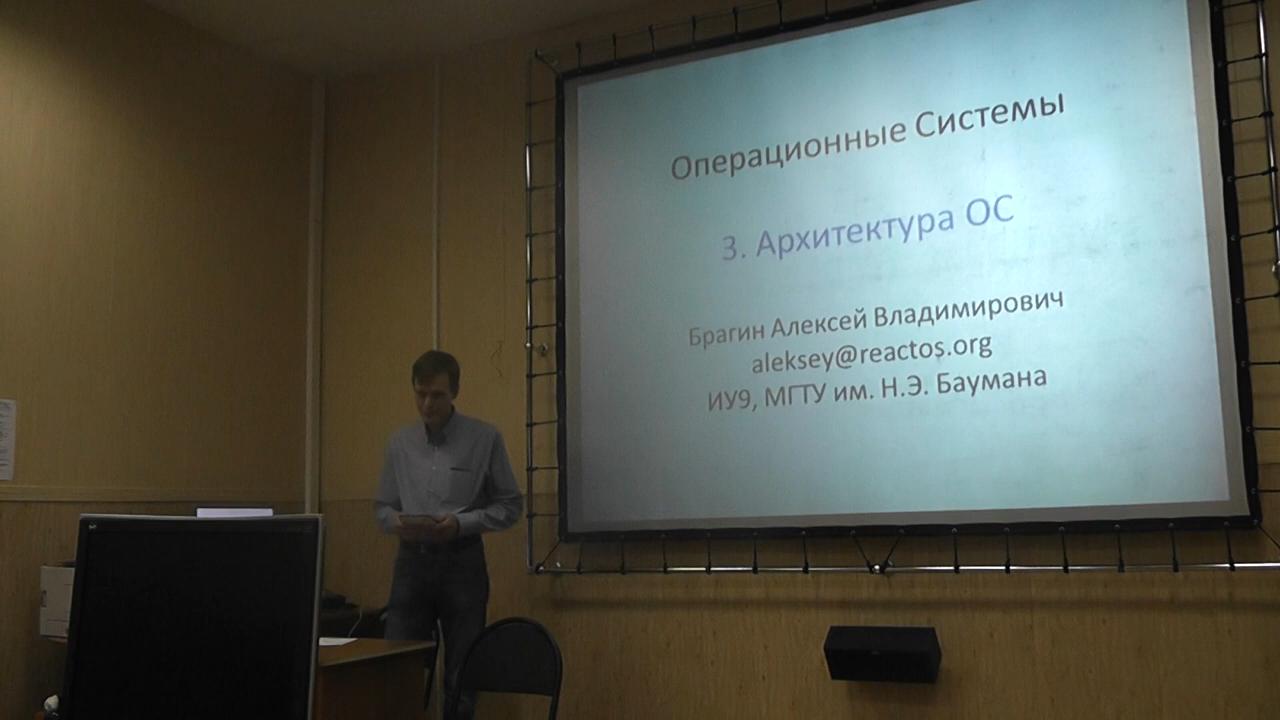 Операционные Системы
3. Архитектура ОС
Брагин Алексей Владимирович
aleksey@reactos.org
ИУ9, МГТУ им. Н.Э. Баумана